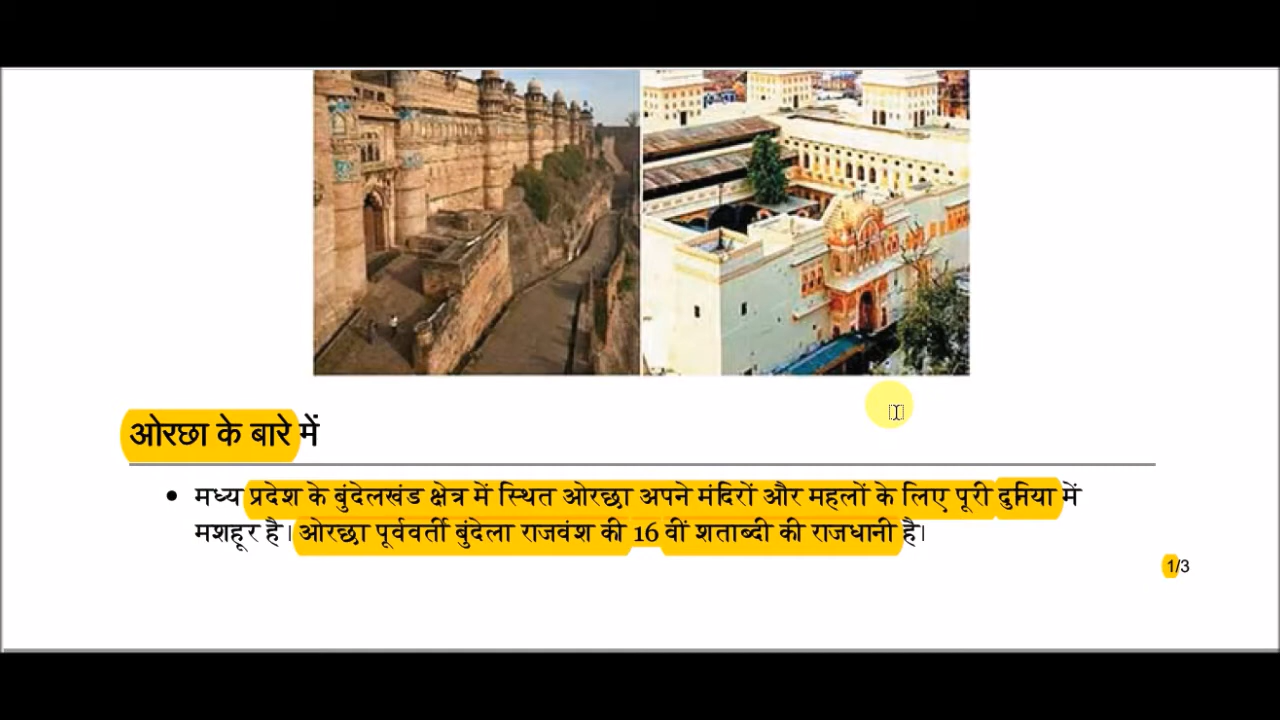 ओरछा के बारे में
• मध्य प्रदेश के बुंदेलखंड क्षेत्र में स्थित ओरछा अपने मंदिरों और महलों के लिए पूरी दुनिया में
मशहूर है। ओरछा पूर्ववर्ती बुंदेला राजवंश की 16 वीं शताब्दी की राजधानी है।
1/3